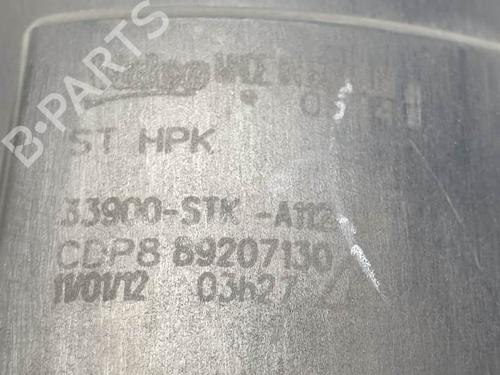 B-PARTS
Valeo
ST HPK
33900-STK -A112
CDP8 89207130
11/01/12 03h27